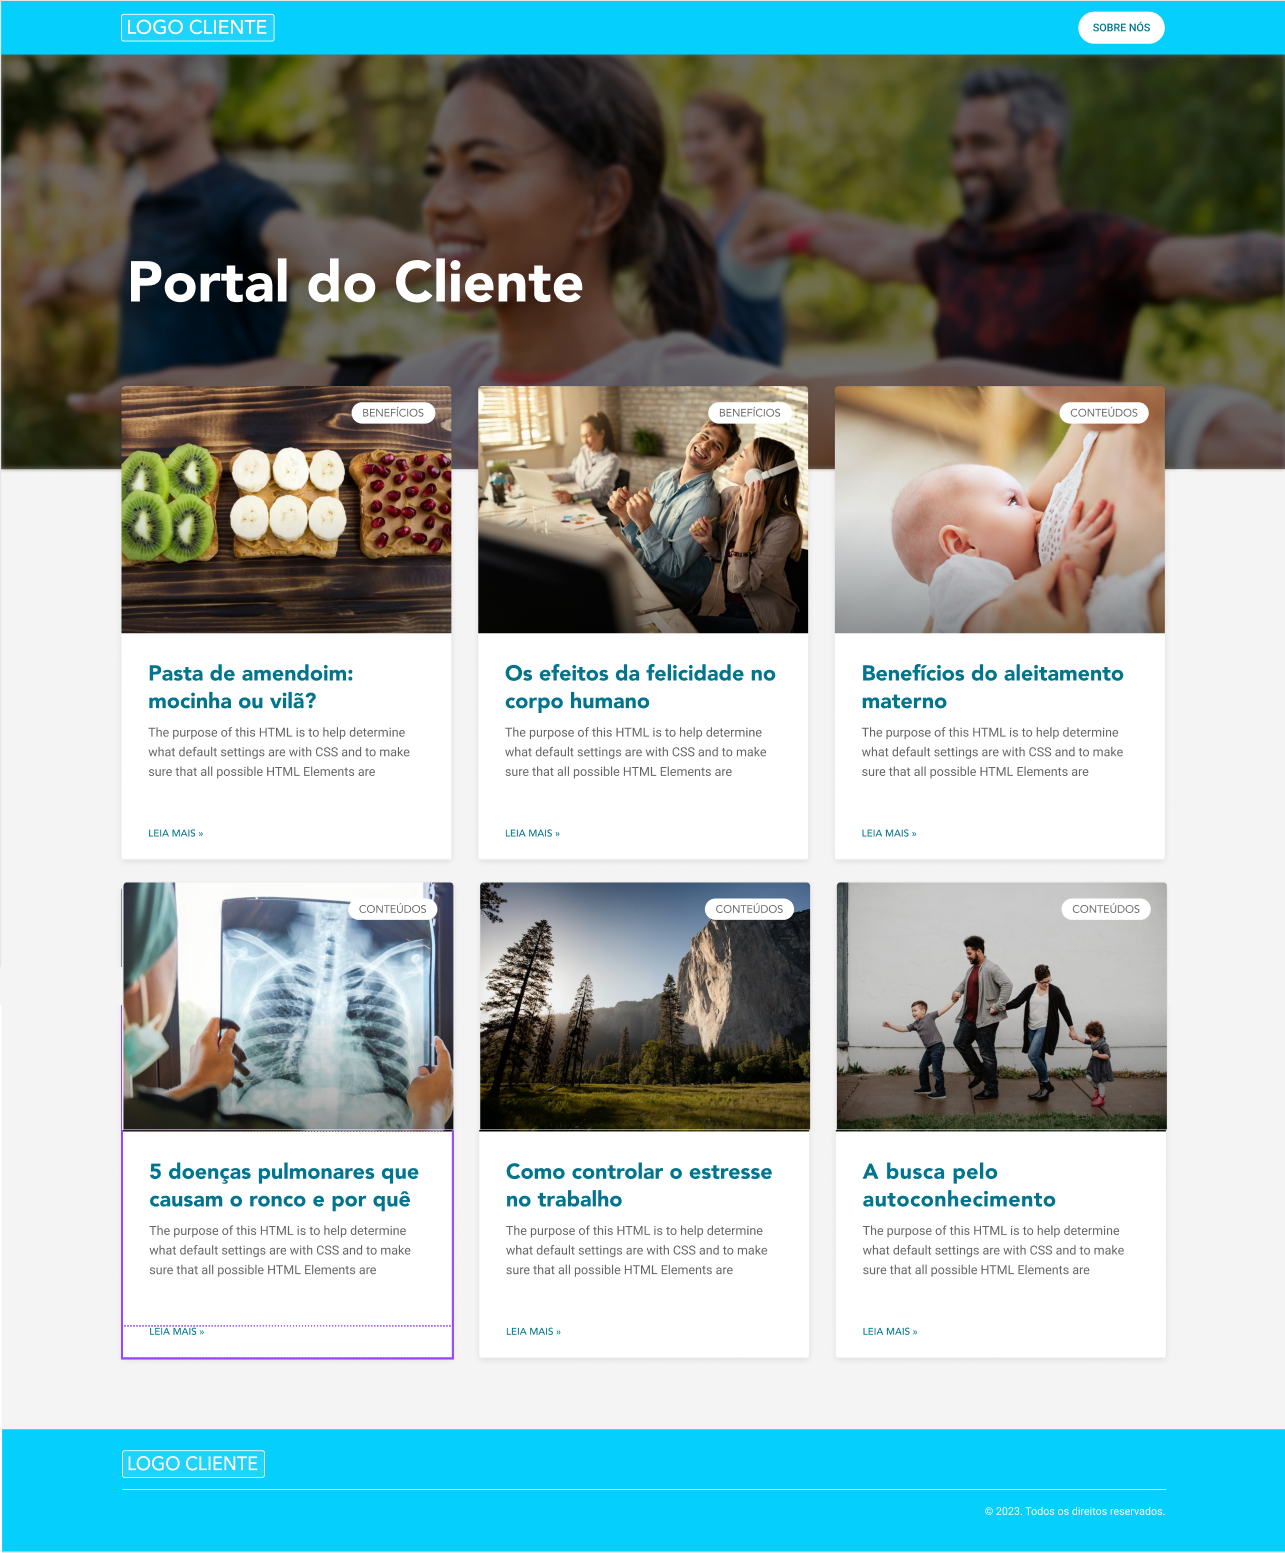 LOGO CLIENTE
SOBRE NÓS
Portal do Cliente
BENEFÍCIOS
BENEFÍCIOS
CONTEÚDOS
Pasta de amendoim:
mocinha ou vilã?
The purpose of this HTML is to help determine
what default settings are with CSS and to make
sure that all possible HTML Elements are
LEIA MAIS »
Os efeitos da felicidade no
corpo humano
The purpose of this HTML is to help determine
what default settings are with CSS and to make
sure that all possible HTML Elements are
LEIA MAIS »
Benefícios do aleitamento
materno
The purpose of this HTML is to help determine
what default settings are with CSS and to make
sure that all possible HTML Elements are
LEIA MAIS »
CONTEÚDOS
CONTEÚDOS
CONTEÚDOS
5 doenças pulmonares que
causam o ronco e por quê
The purpose of this HTML is to help determine
what default settings are with CSS and to make
sure that all possible HTML Elements are
LEIA MAIS »
Como controlar o estresse
no trabalho
The purpose of this HTML is to help determine
what default settings are with CSS and to make
sure that all possible HTML Elements are
LEIA MAIS »
A busca pelo
autoconhecimento
The purpose of this HTML is to help determine
what default settings are with CSS and to make
sure that all possible HTML Elements are
LEIA MAIS »
LOGO CLIENTE
© 2023. Todos os direitos reservados.